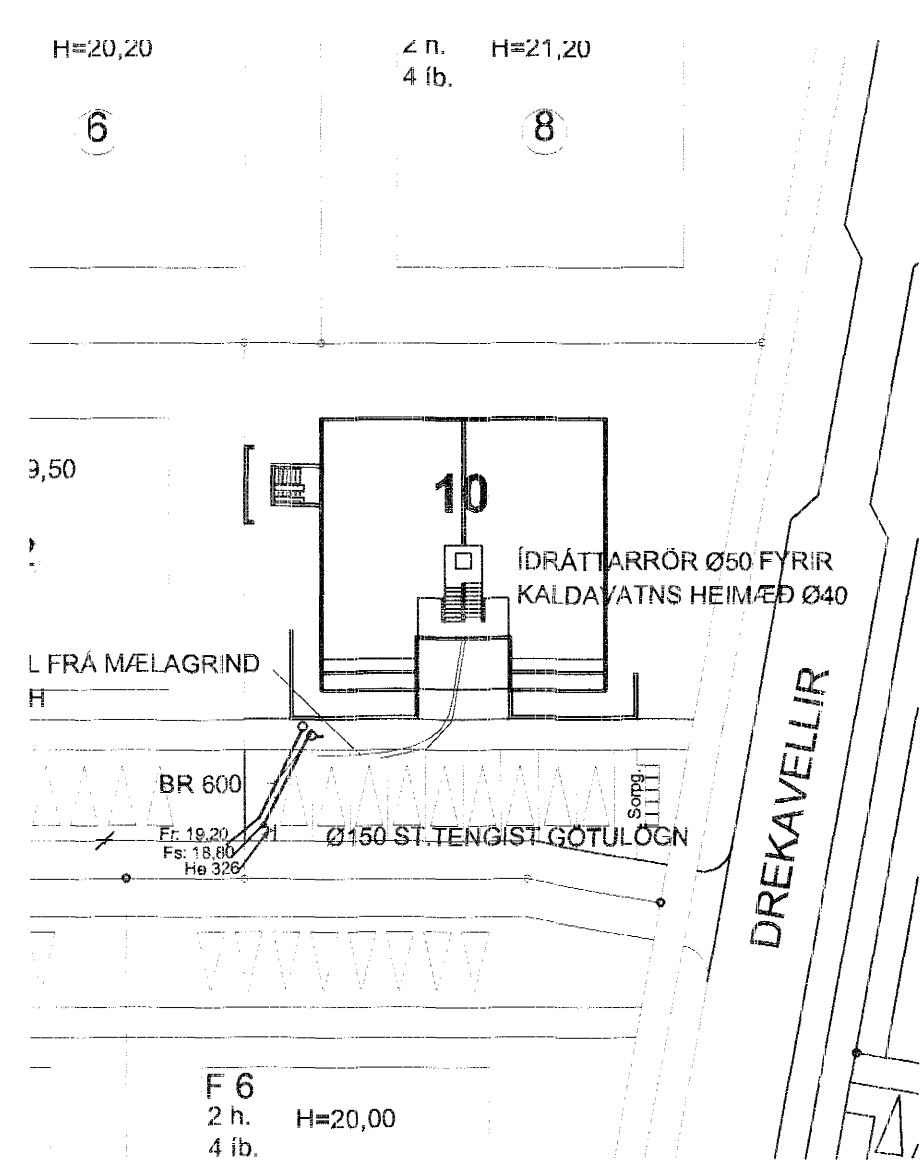 H=20,20
2 h. H=21,20
4 íb.
6
8
9,50
10
ÍDRÁTTARRÖR Ø50 FYRIR
KALDAVATNS HEIMÆÐ Ø40
L FRÁ MÆLAGRIND
H
DREKAVELLIR
BR 600
Sorpg.
Fr: 19,20
Fs: 18,80
He 326
H
Ø150 ST.TENGIST GÖTULÖGN
F 6
2 h. H=20,00
4 íb.